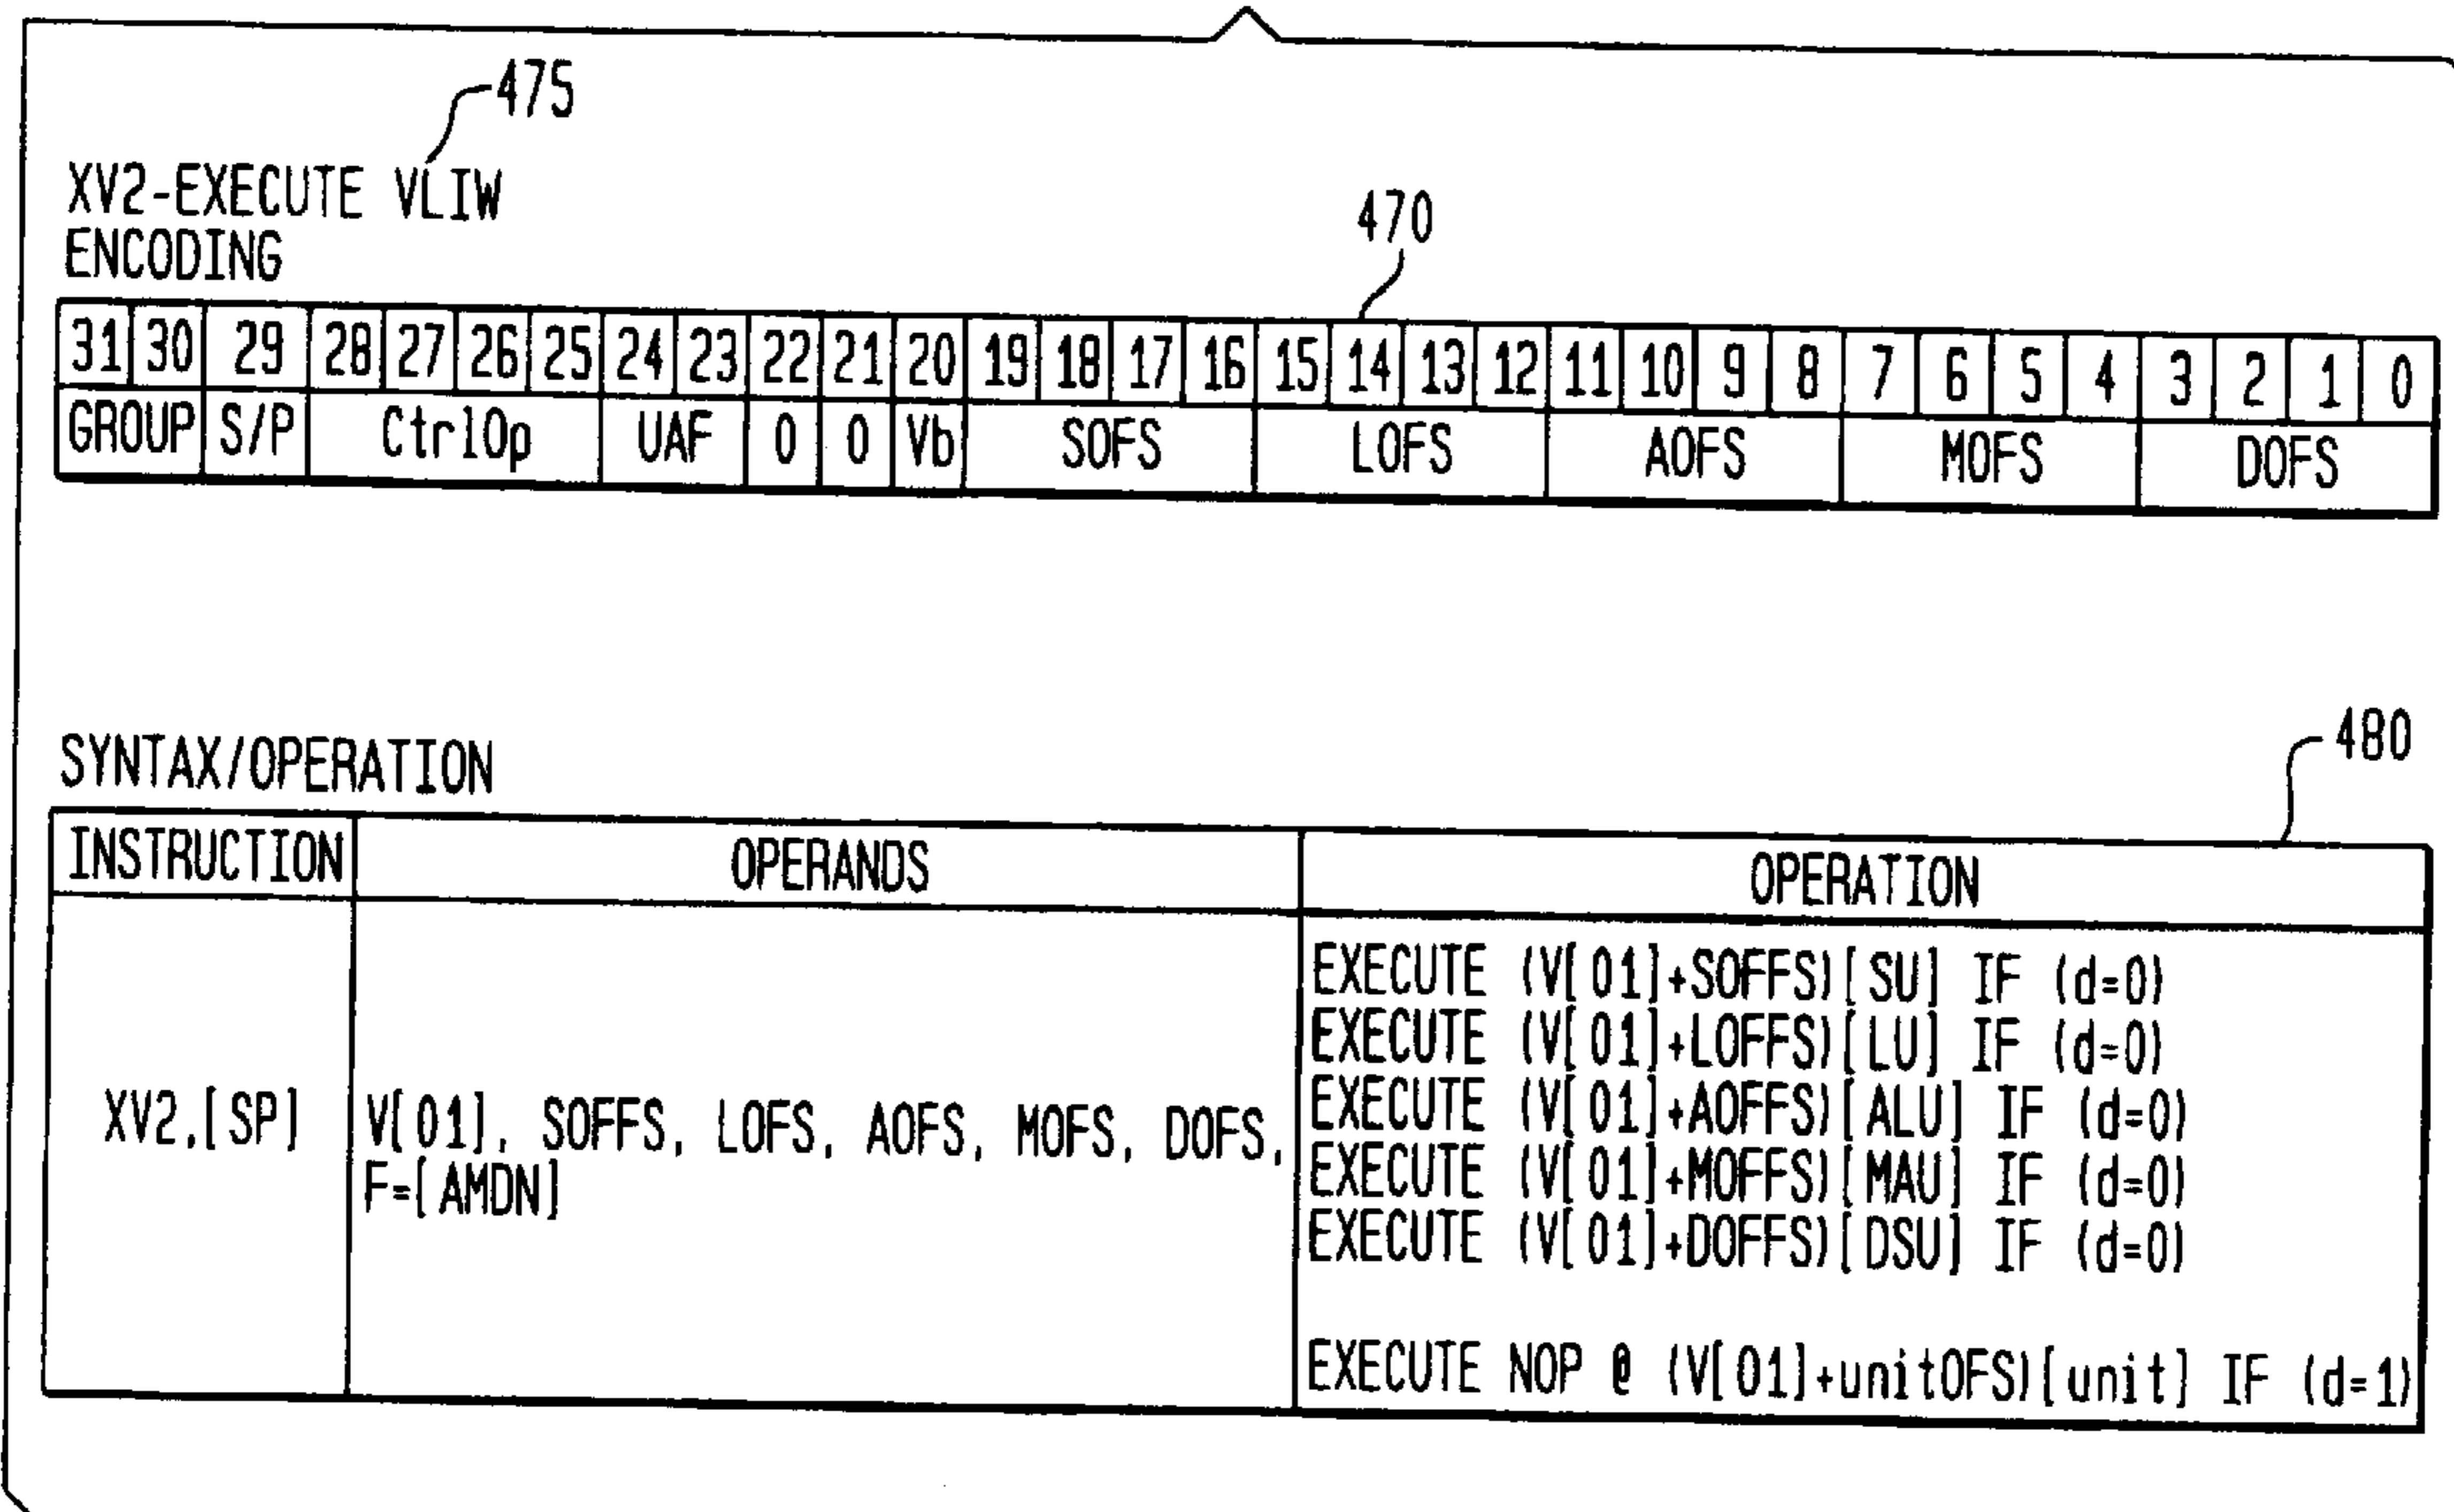 475
XV2-EXECUTE VLIW
ENCODING
470
31 30 29 28 27 26 25 24 23 22 21 20 19 18 17 16 15 14 13 12 11 10 9 8 7 6 5 4 3 2 1 0
GROUP S/P CtrlOp UAF 0 0 Vb SOFS LOFS AOFS MOFS DOFS
480
SYNTAX/OPERATION
INSTRUCTION OPERANDS OPERATION
XV2.[SP]
V[01], SOFFS, LOFS, AOFS, MOFS, DOFS,
F=[AMDN]
EXECUTE (V[01]+SOFFS)[SU] IF (d=0)
EXECUTE (V[01]+LOFFS)[LU] IF (d=0)
EXECUTE (V[01]+AOFFS)[ALU] IF (d=0)
EXECUTE (V[01]+MOFFS)[MAU] IF (d=0)
EXECUTE (V[01]+DOFFS)[DSU] IF (d=0)
EXECUTE NOP @ (V[01]+unitOFS)[unit] IF (d=1)